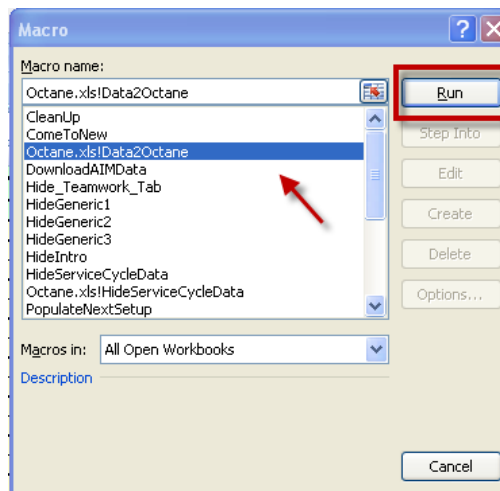 Macro
Macro name:
Octane.xls!Data2Octane
Run
CleanUp
ComeToNew
Octane.xls!Data2Octane
DownloadAIMData
Hide_Teamwork_Tab
HideGeneric1
HideGeneric2
HideGeneric3
HideIntro
HideServiceCycleData
Octane.xls!HideServiceCycleData
PopulateNextSetup
Step Into
Edit
Create
Delete
Options...
Macros in: All Open Workbooks
Description
Cancel